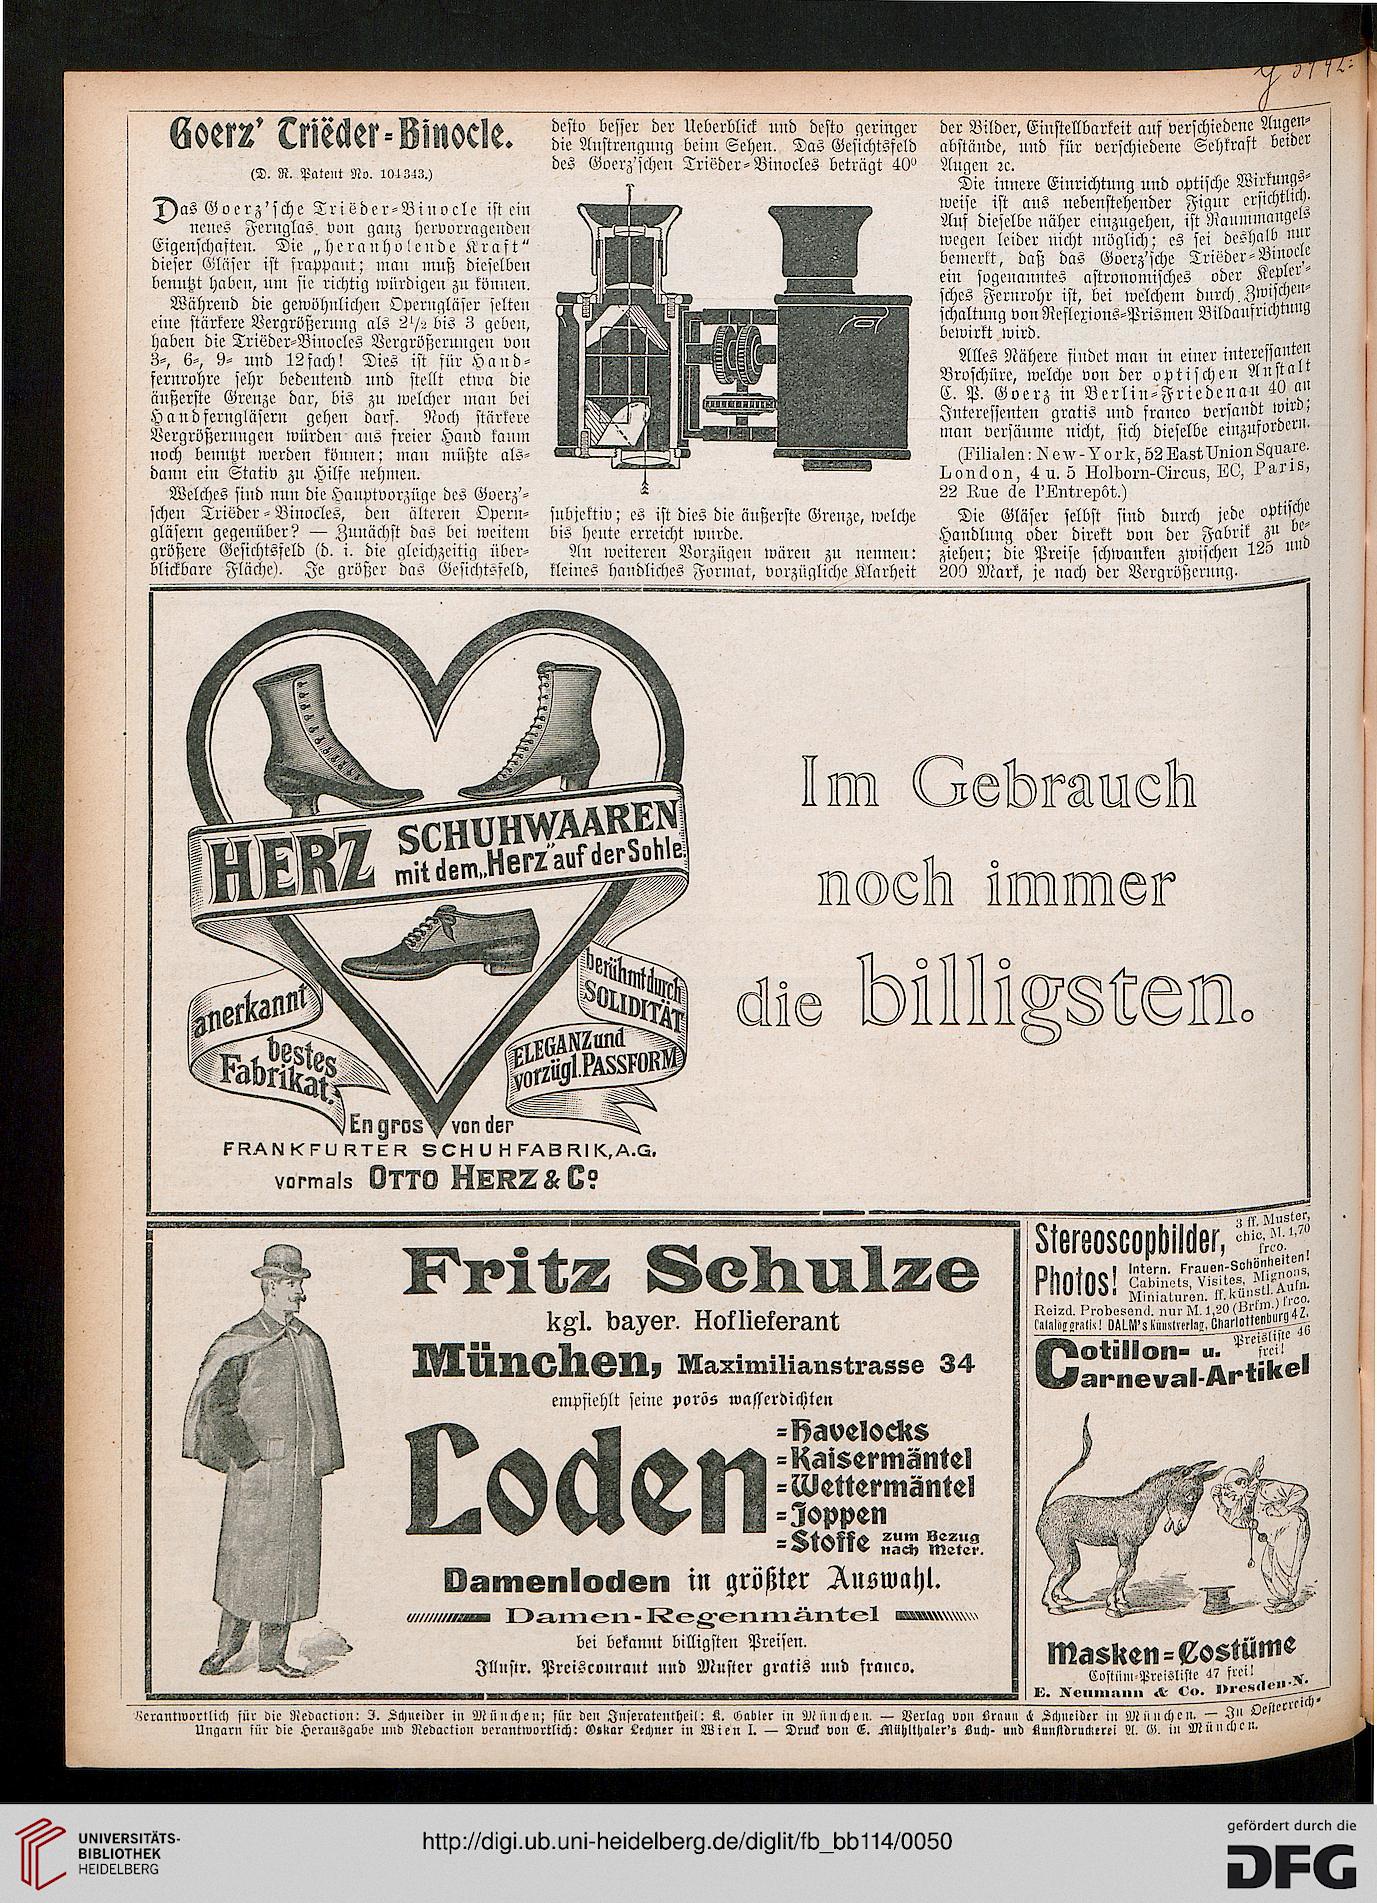 Goerz' Triëder-Binocle.
(D. R. Patent No. 104343.)
Das Goerz'sche Triëder-Binocle ist ein
neues Fernglas von ganz hervorragenden
Eigenschaften. Die „heranholende Kraft“
dieser Gläser ist frappant; man muß dieselben
benutzt haben, um sie richtig würdigen zu können.
Während die gewöhnlichen Operngläser selten
eine stärkere Vergrößerung als 2½ bis 3 geben,
haben die Triëder-Binocles Vergrößerungen von
3-, 6-, 9- und 12fach! Dies ist für Hand-
fernrohre sehr bedeutend und stellt etwa die
äußerste Grenze dar, bis zu welcher man bei
Handferngläsern gehen darf. Noch stärkere
Vergrößerungen würden aus freier Hand kaum
noch benutzt werden können; man müßte als-
dann ein Stativ zu Hilfe nehmen.
Welches sind nun die Hauptvorzüge des Goerz'-
schen Triëder-Binocles, den älteren Opern-
gläsern gegenüber? — Zunächst das bei weitem
größere Gesichtsfeld (d. i. die gleichzeitig über-
blickbare Fläche). Je größer das Gesichtsfeld,
desto besser der Ueberblick und desto geringer
die Anstrengung beim Sehen. Das Gesichtsfeld
des Goerz'schen Triëder-Binocles beträgt 40°
subjektiv; es ist dies die äußerste Grenze, welche
bis heute erreicht wurde.
An weiteren Vorzügen wären zu nennen:
kleines handliches Format, vorzügliche Klarheit
der Bilder, Einstellbarkeit auf verschiedene Augen-
abstände, und für verschiedene Sehkraft beider
Augen ꝛc.
Die innere Einrichtung und optische Wirkungs-
weise ist aus nebenstehender Figur ersichtlich.
Auf dieselbe näher einzugehen, ist Raummangels
wegen leider nicht möglich; es sei deshalb nur
bemerkt, daß das Goerz'sche Triëder-Binocle
ein sogenanntes astronomisches oder Kepler'-
sches Fernrohr ist, bei welchem durch Zwischen-
schaltung von Reflexions-Prismen Bildaufrichtung
bewirkt wird.
Alles Nähere findet man in einer interessanten
Broschüre, welche von der optischen Anstalt
C. P. Goerz in Berlin-Friedenau 40 an
Interessenten gratis und franco versandt wird;
man versäume nicht, sich dieselbe einzufordern.
(Filialen: New-York, 52 East Union Square.
London, 4 u. 5 Holborn-Circus, EC, Paris,
22 Rue de l'Entrepôt.)
Die Gläser selbst sind durch jede optische
Handlung oder direkt von der Fabrik zu be-
ziehen; die Preise schwanken zwischen 125 und
200 Mark, je nach der Vergrößerung.
HERZ SCHUHWAAREN
mit dem „Herz“ auf der Sohle.
anerkannt
bestes
Fabrikat.
berühmt durch
SOLIDITÄT
ELEGANZ und
vorzügl. PASSFORM
En gros von der
FRANKFURTER SCHUHFABRIK, A.G.
vormals OTTO HERZ & Co
Im Gebrauch
noch immer
die billigsten.
Fritz Schulze
kgl. bayer. Hoflieferant
München, Maximilianstrasse 34
empfiehlt seine porös wasserdichten
Loden
-Havelocks
-Kaisermäntel
-Wettermäntel
-Joppen
-Stoffe zum Bezug
nach Meter.
Damenloden in größter Auswahl.
Damen-Regenmäntel
bei bekannt billigsten Preisen.
Illustr. Preiscourant und Muster gratis und franco.
Stereoscopbilder, 3 ff. Muster,
chic, M. 1,70
frco.
Photos! Intern. Frauen-Schönheiten!
Cabinets, Visites, Mignons,
Miniaturen. ff. künstl. Aufn.
Reizd. Probesend. nur M. 1,20 (Brfm.) frco.
Catalog gratis! DALM's Kunstverlag, Charlottenburg 4 Z.
Cotillon- u. Preisliste 46
frei!
Carneval-Artikel
Masken-Costüme
Costüm-Preisliste 47 frei!
E. Neumann & Co. Dresden-N.
Verantwortlich für die Redaction: J. Schneider in München; für den Inseratentheil: K. Gabler in München. — Verlag von Braun & Schneider in München. — In Oesterreich-
Ungarn für die Herausgabe und Redaction verantwortlich: Oskar Lechner in Wien I. — Druck von E. Mühlthaler's Buch- und Kunstdruckerei A. G. in München.
UNIVERSITÄTS-
BIBLIOTHEK
HEIDELBERG
http://digi.ub.uni-heidelberg.de/diglit/fb_bb114/0050
gefördert durch die
DFG